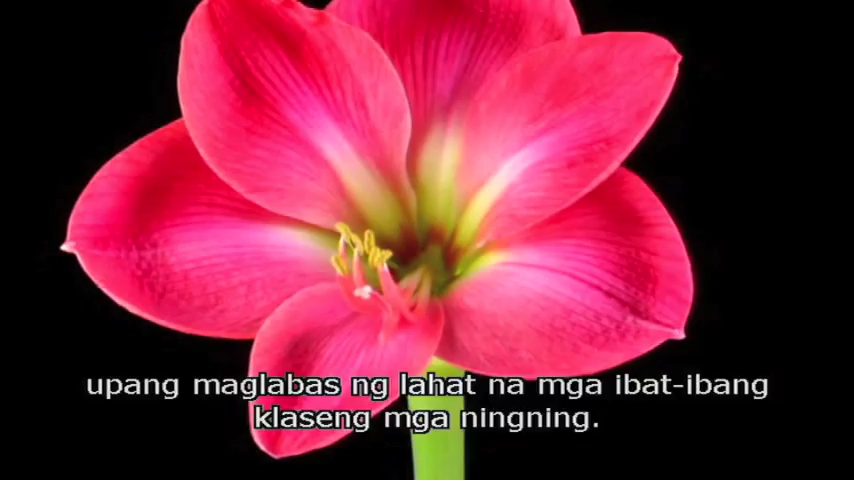 upang maglabas ng lahat na mga ibat-ibang
klaseng mga ningning.